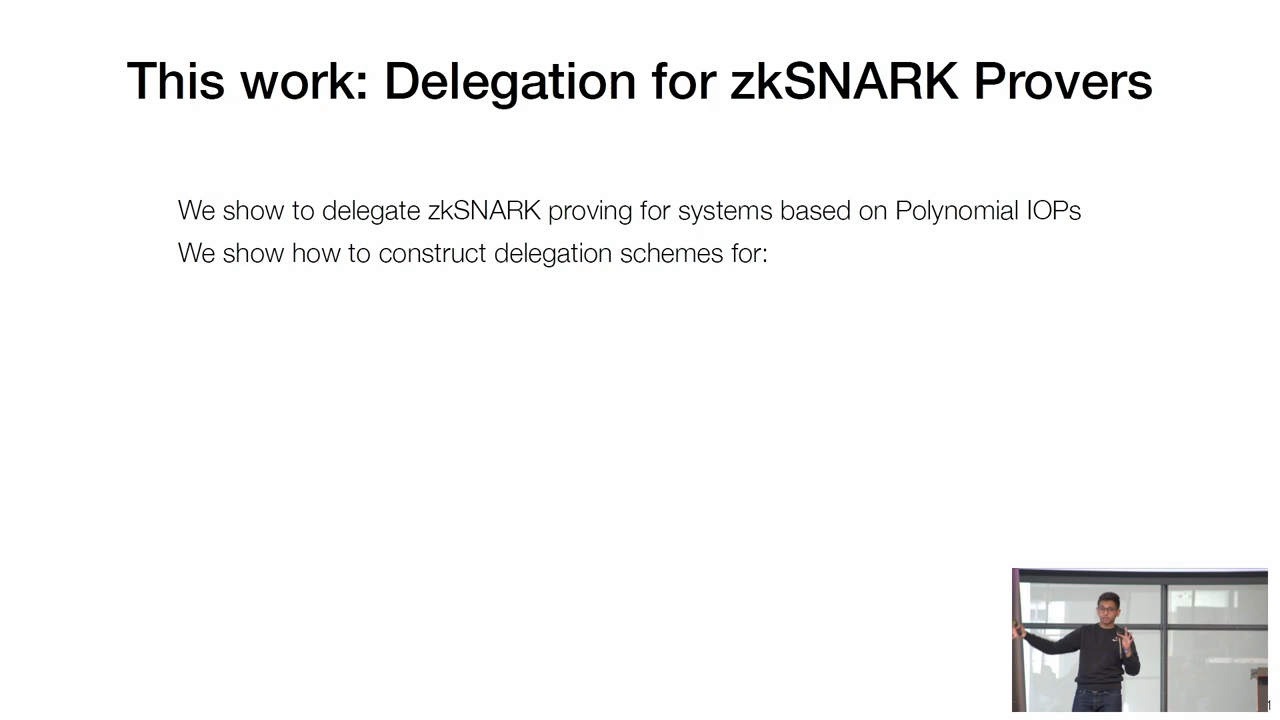 This work: Delegation for zkSNARK Provers
We show to delegate zkSNARK proving for systems based on Polynomial IOPs
We show how to construct delegation schemes for:
1